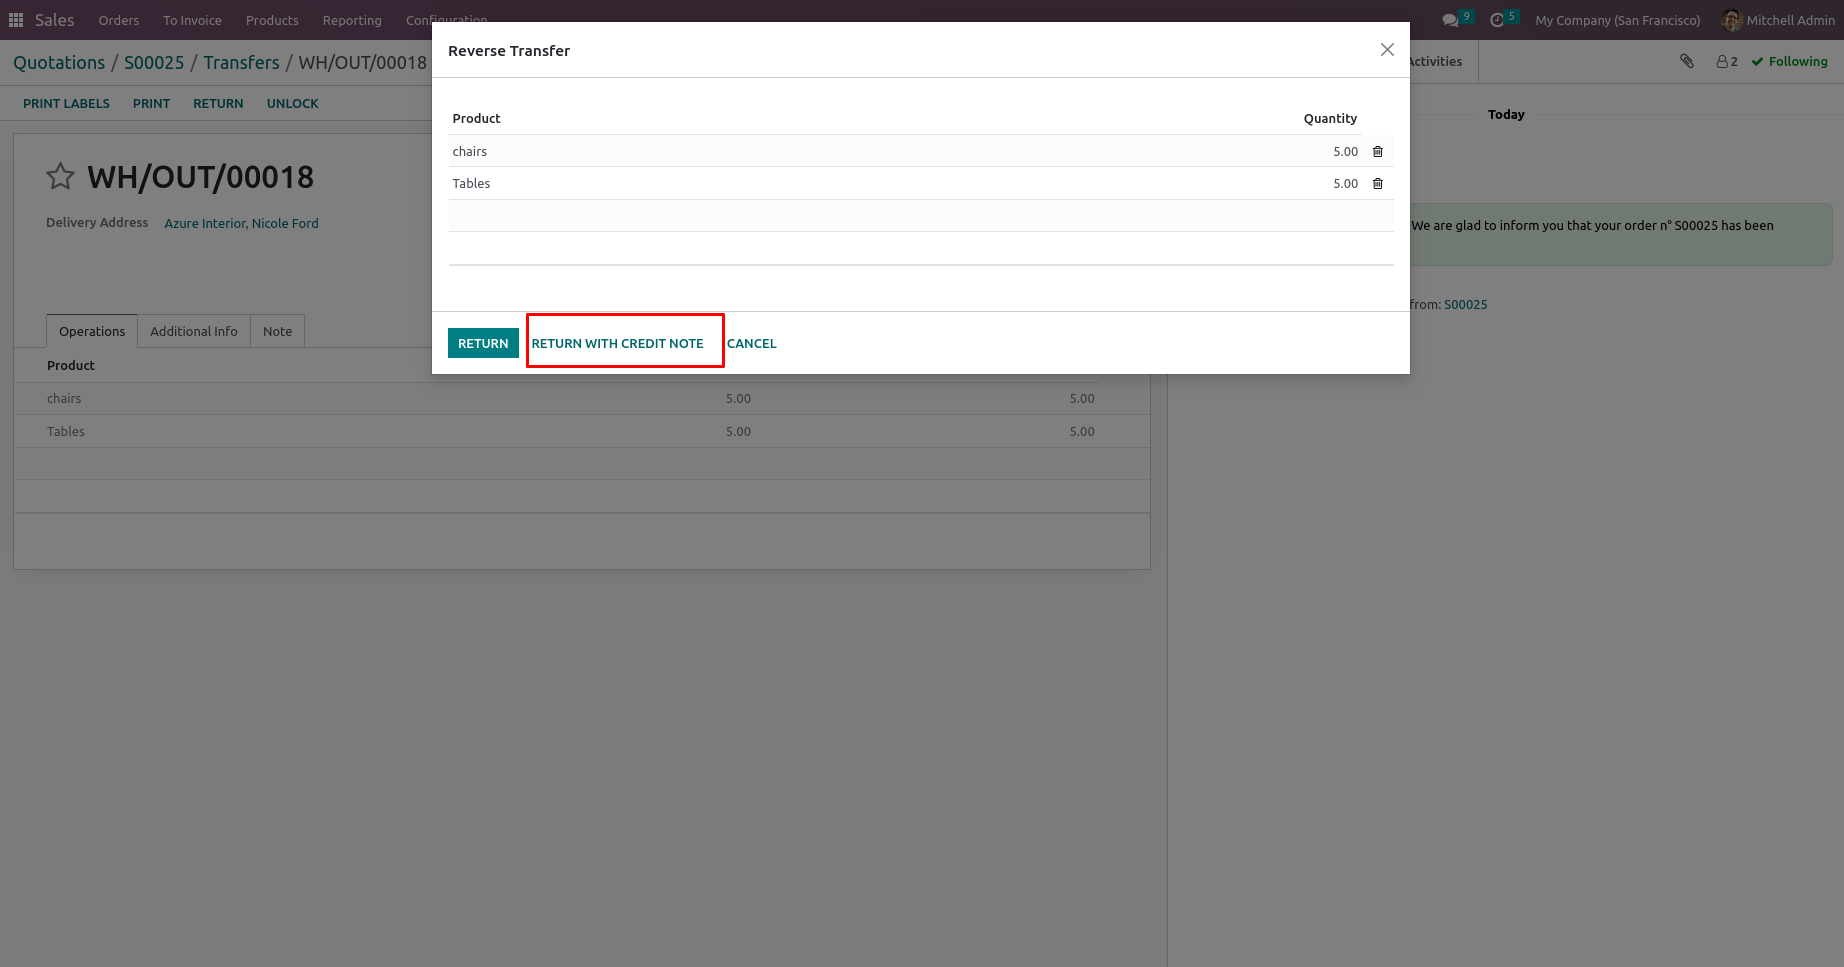 Sales Orders To Invoice Products Reporting Configuration 9 5 My Company (San Francisco) Mitchell Admin
Quotations / S00025 / Transfers / WH/OUT/00018
Activities 2 Following
PRINT LABELS PRINT RETURN UNLOCK
Reverse Transfer
Product Quantity
chairs 5.00
Tables 5.00
RETURN RETURN WITH CREDIT NOTE CANCEL
Today
WH/OUT/00018
Delivery Address Azure Interior, Nicole Ford
We are glad to inform you that your order n° S00025 has been
from: S00025
Operations Additional Info Note
Product
chairs 5.00 5.00
Tables 5.00 5.00